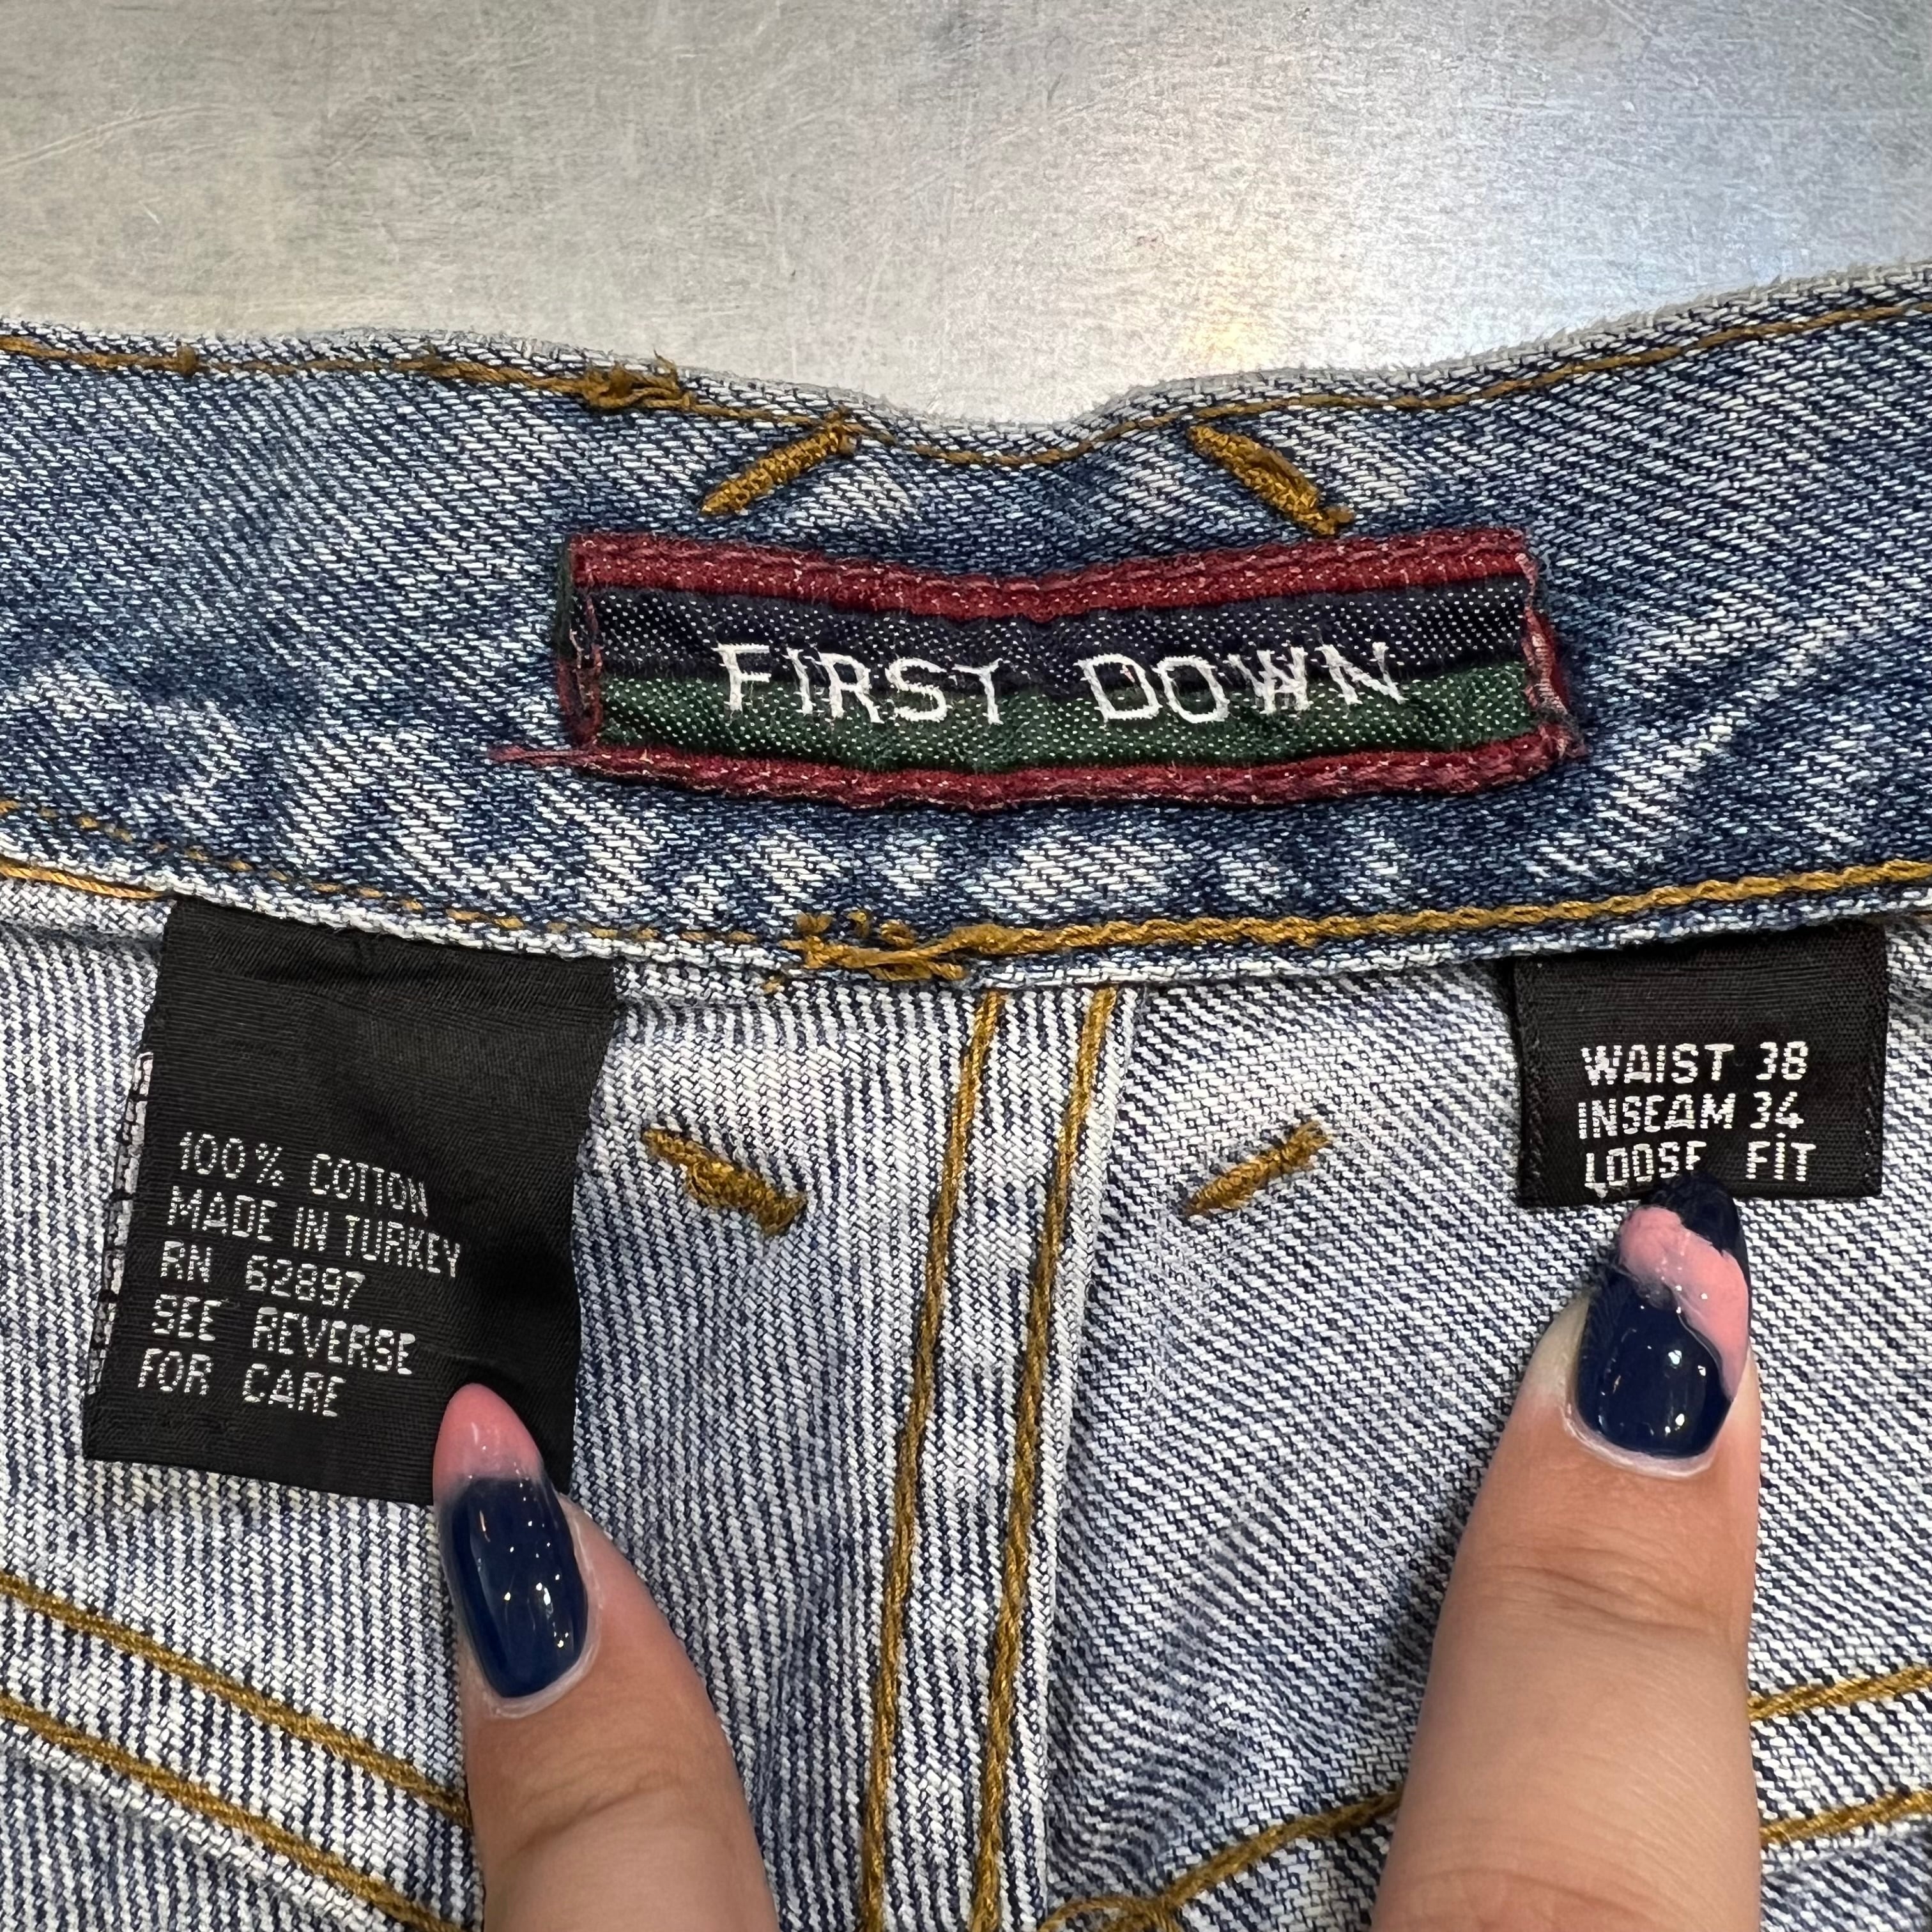 FIRST DOWN
100% COTTON
MADE IN TURKEY
RN 62897
SEE REVERSE
FOR CARE
WAIST 38
INSEAM 34
LOOSE FIT